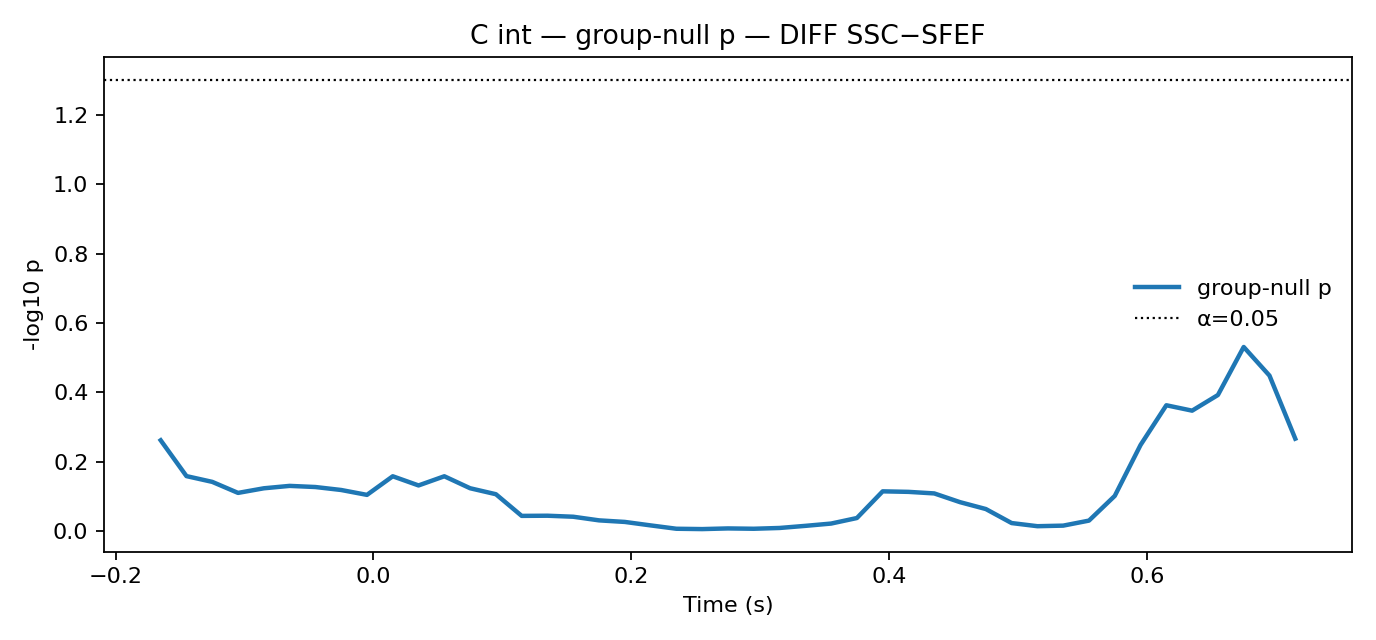 C int — group-null p — DIFF SSC−SFEF
-log10 p
1.2
1.0
0.8
0.6
0.4
0.2
0.0
group-null p
α=0.05
−0.2 0.0 0.2 0.4 0.6
Time (s)